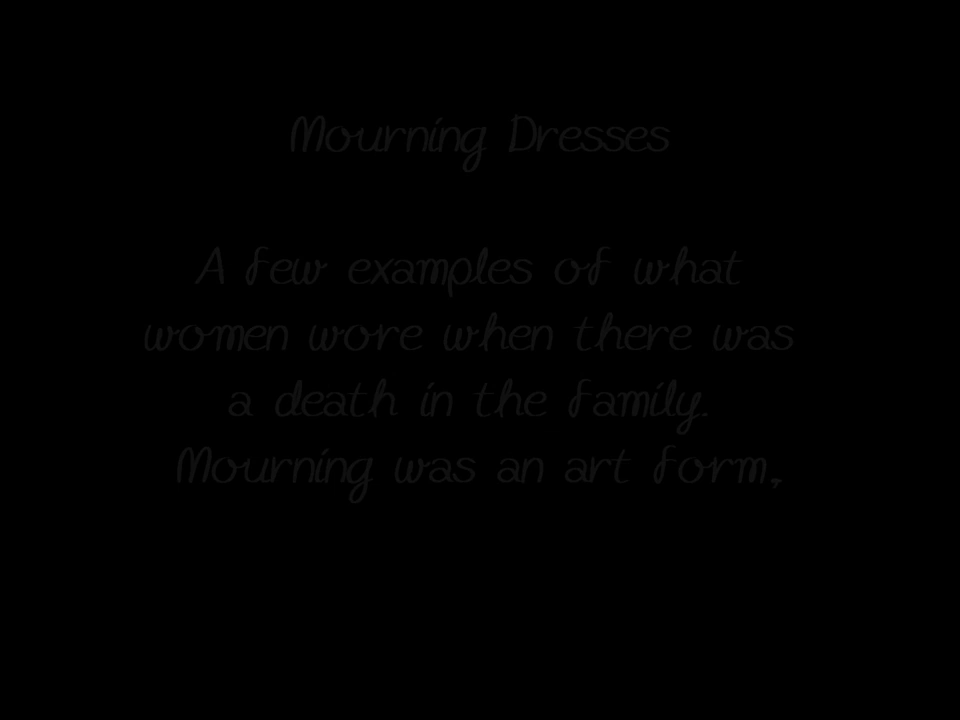 Mourning Dresses
A few examples of what
women wore when there was
a death in the family.
Mourning was an art form,